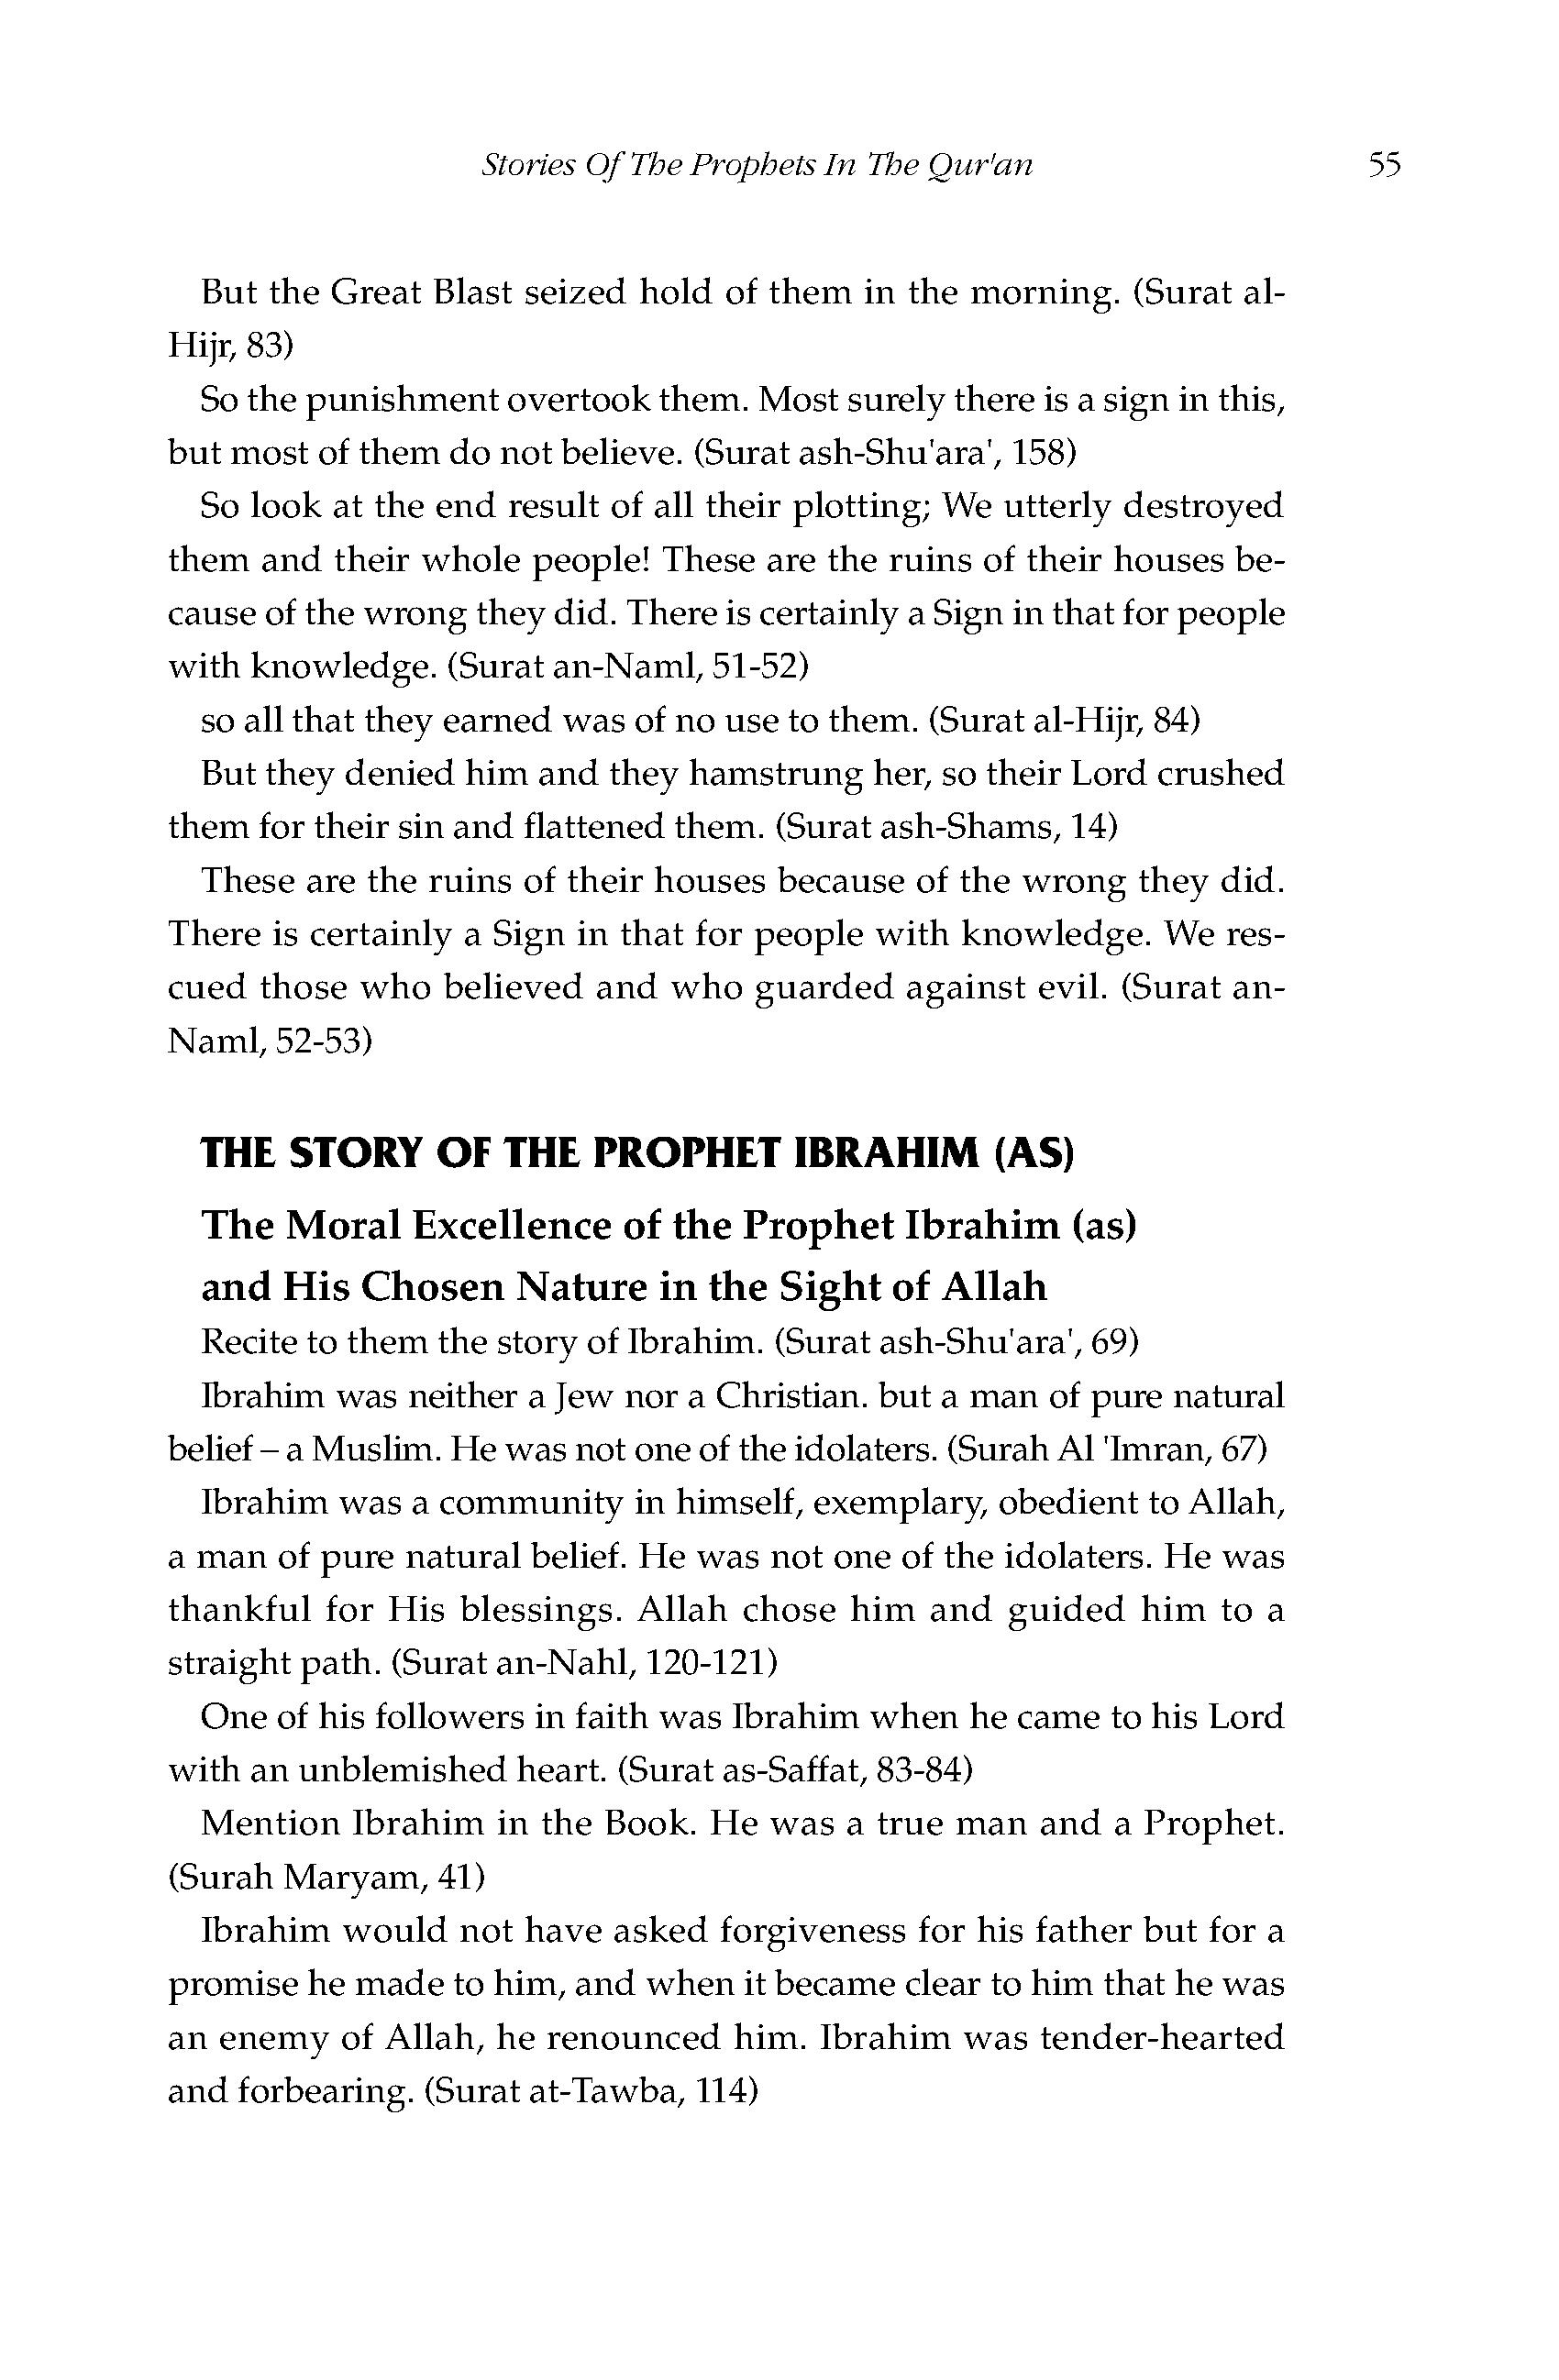 Stories Of The Prophets In The Qur'an 55
But the Great Blast seized hold of them in the morning. (Surat al-
Hijr, 83)
So the punishment overtook them. Most surely there is a sign in this,
but most of them do not believe. (Surat ash-Shu'ara', 158)
So look at the end result of all their plotting; We utterly destroyed
them and their whole people! These are the ruins of their houses be-
cause of the wrong they did. There is certainly a Sign in that for people
with knowledge. (Surat an-Naml, 51-52)
so all that they earned was of no use to them. (Surat al-Hijr, 84)
But they denied him and they hamstrung her, so their Lord crushed
them for their sin and flattened them. (Surat ash-Shams, 14)
These are the ruins of their houses because of the wrong they did.
There is certainly a Sign in that for people with knowledge. We res-
cued those who believed and who guarded against evil. (Surat an-
Naml, 52-53)
THE STORY OF THE PROPHET IBRAHIM (AS)
The Moral Excellence of the Prophet Ibrahim (as)
and His Chosen Nature in the Sight of Allah
Recite to them the story of Ibrahim. (Surat ash-Shu'ara', 69)
Ibrahim was neither a Jew nor a Christian. but a man of pure natural
belief – a Muslim. He was not one of the idolaters. (Surah Al 'Imran, 67)
Ibrahim was a community in himself, exemplary, obedient to Allah,
a man of pure natural belief. He was not one of the idolaters. He was
thankful for His blessings. Allah chose him and guided him to a
straight path. (Surat an-Nahl, 120-121)
One of his followers in faith was Ibrahim when he came to his Lord
with an unblemished heart. (Surat as-Saffat, 83-84)
Mention Ibrahim in the Book. He was a true man and a Prophet.
(Surah Maryam, 41)
Ibrahim would not have asked forgiveness for his father but for a
promise he made to him, and when it became clear to him that he was
an enemy of Allah, he renounced him. Ibrahim was tender-hearted
and forbearing. (Surat at-Tawba, 114)